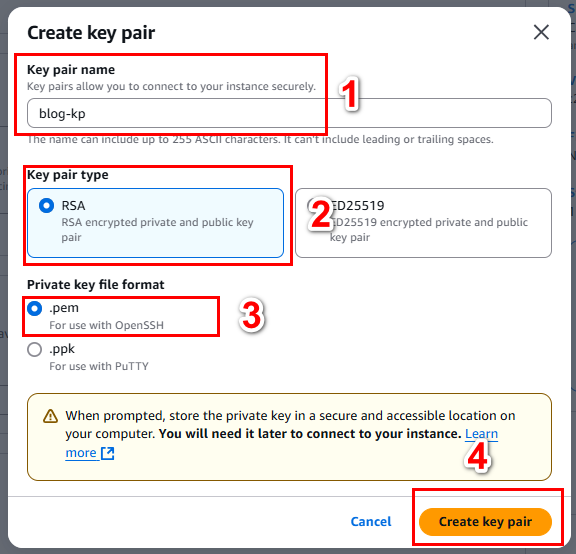 Create key pair
Key pair name
Key pairs allow you to connect to your instance securely.
1
blog-kp
The name can include up to 255 ASCII characters. It can't include leading or trailing spaces.
Key pair type
RSA
RSA encrypted private and public key
pair
2
ED25519
ED25519 encrypted private and public
key pair
Private key file format
.pem
For use with OpenSSH
3
.ppk
For use with PuTTY
When prompted, store the private key in a secure and accessible location on
your computer. You will need it later to connect to your instance. Learn
more
4
Cancel
Create key pair